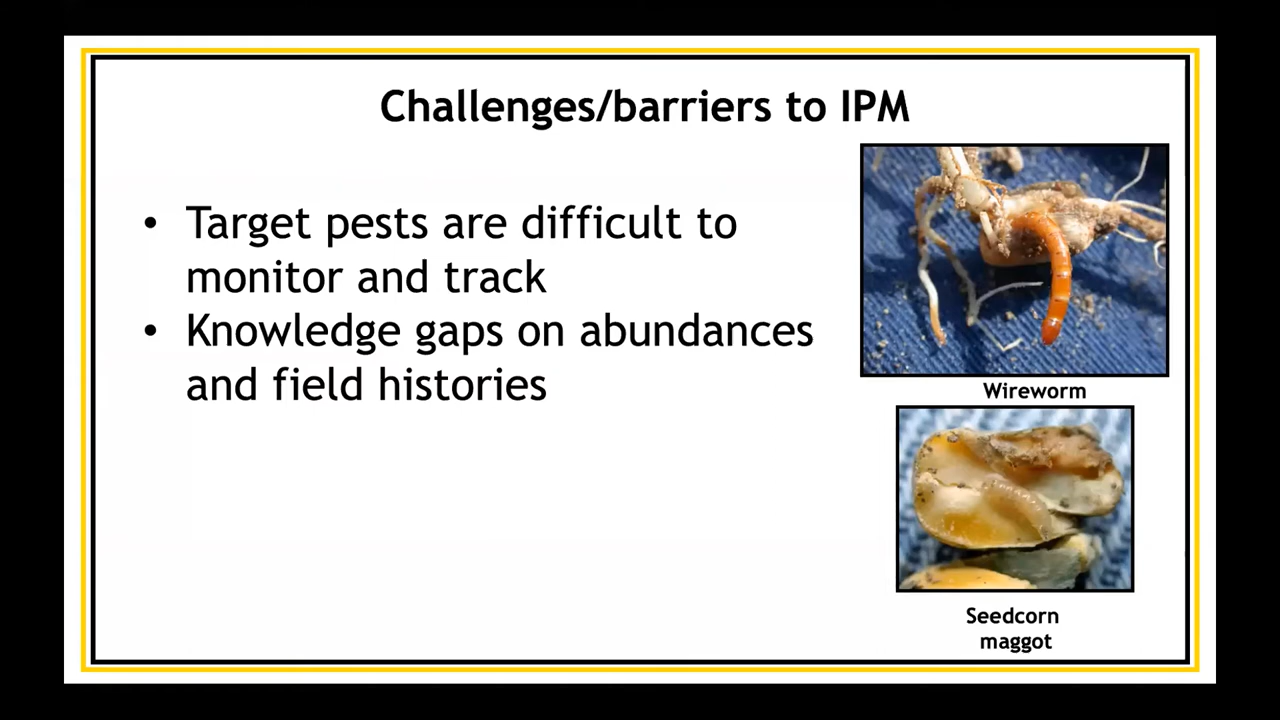 Challenges/barriers to IPM
• Target pests are difficult to
monitor and track
• Knowledge gaps on abundances
and field histories
Wireworm
Seedcorn
maggot